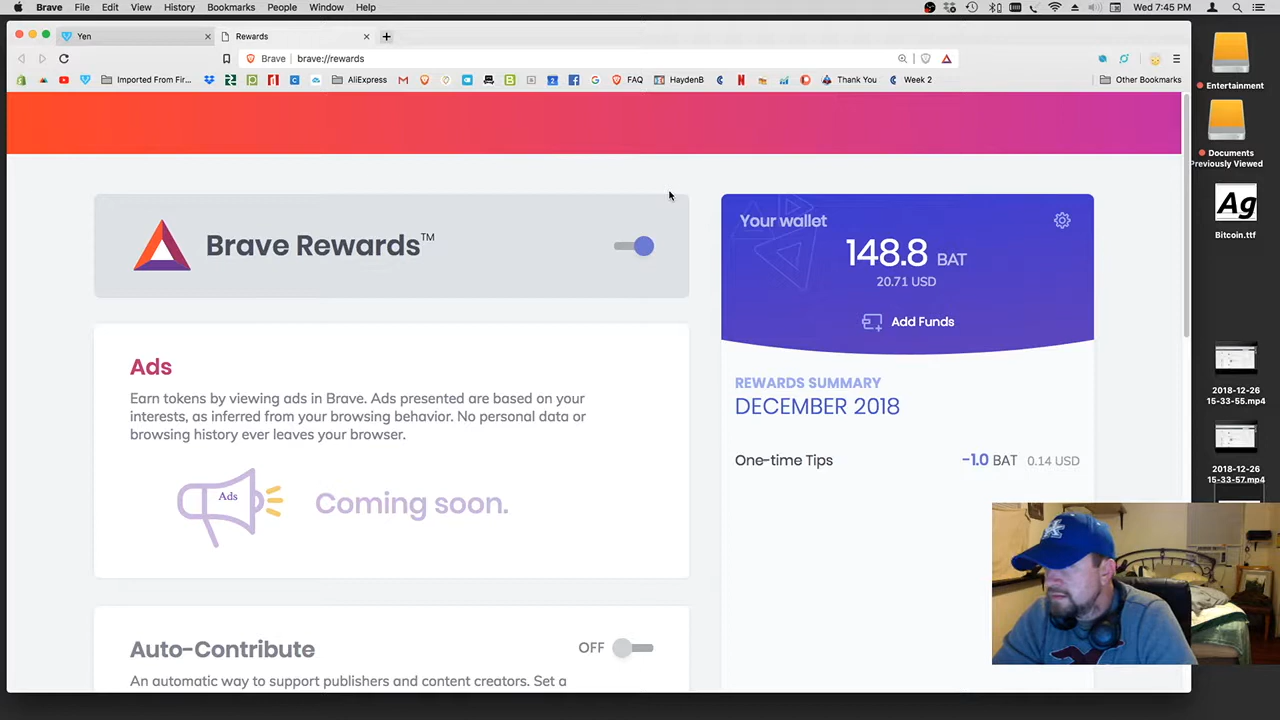 Brave File Edit View History Bookmarks People Window Help Wed 7:45 PM
Yen
Rewards
Brave brave://rewards
Imported From Fir... AliExpress FAQ HaydenB Thank You Week 2 Other Bookmarks
Brave Rewards™
Ads
Earn tokens by viewing ads in Brave. Ads presented are based on your
interests, as inferred from your browsing behavior. No personal data or
browsing history ever leaves your browser.
Ads
Coming soon.
Auto-Contribute OFF
An automatic way to support publishers and content creators. Set a
Your wallet
148.8 BAT
20.71 USD
Add Funds
REWARDS SUMMARY
DECEMBER 2018
One-time Tips -1.0 BAT 0.14 USD
Entertainment
Documents
Previously Viewed
Ag
Bitcoin.ttf
2018-12-26
15-33-55.mp4
2018-12-26
15-33-57.mp4